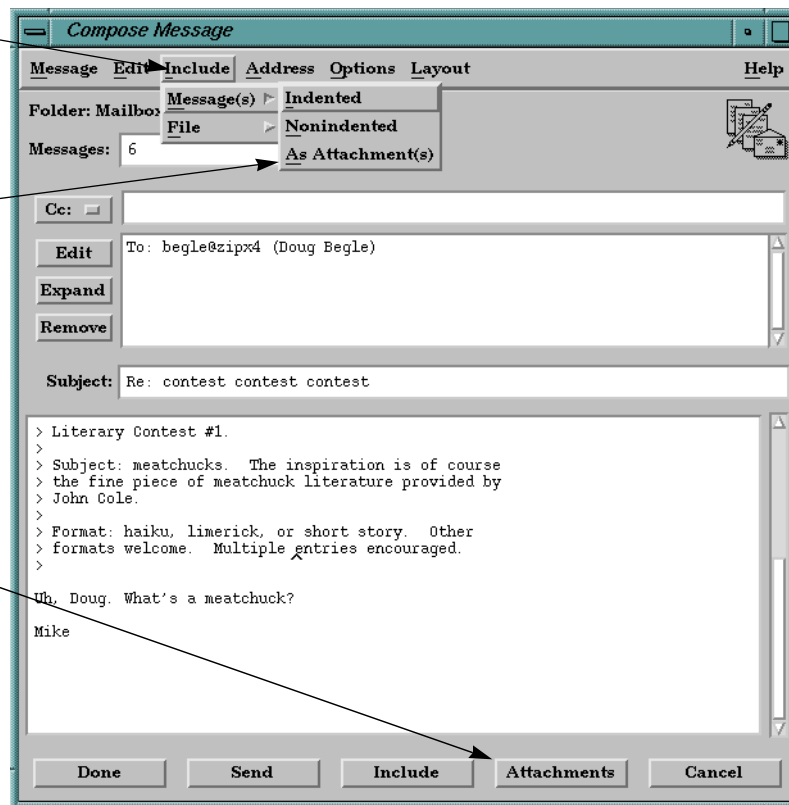 Compose Message
Message Edit Include Address Options Layout Help
Message(s) Indented
Folder: Mailbox
File Nonindented
Messages: 6
As Attachment(s)
Cc:
Edit
To: begle@zipx4 (Doug Begle)
Expand
Remove
Subject: Re: contest contest contest
> Literary Contest #1.
>
> Subject: meatchucks. The inspiration is of course
> the fine piece of meatchuck literature provided by
> John Cole.
>
> Format: haiku, limerick, or short story. Other
> formats welcome. Multiple entries encouraged.
>
Uh, Doug. What's a meatchuck?
Mike
Done Send Include Attachments Cancel